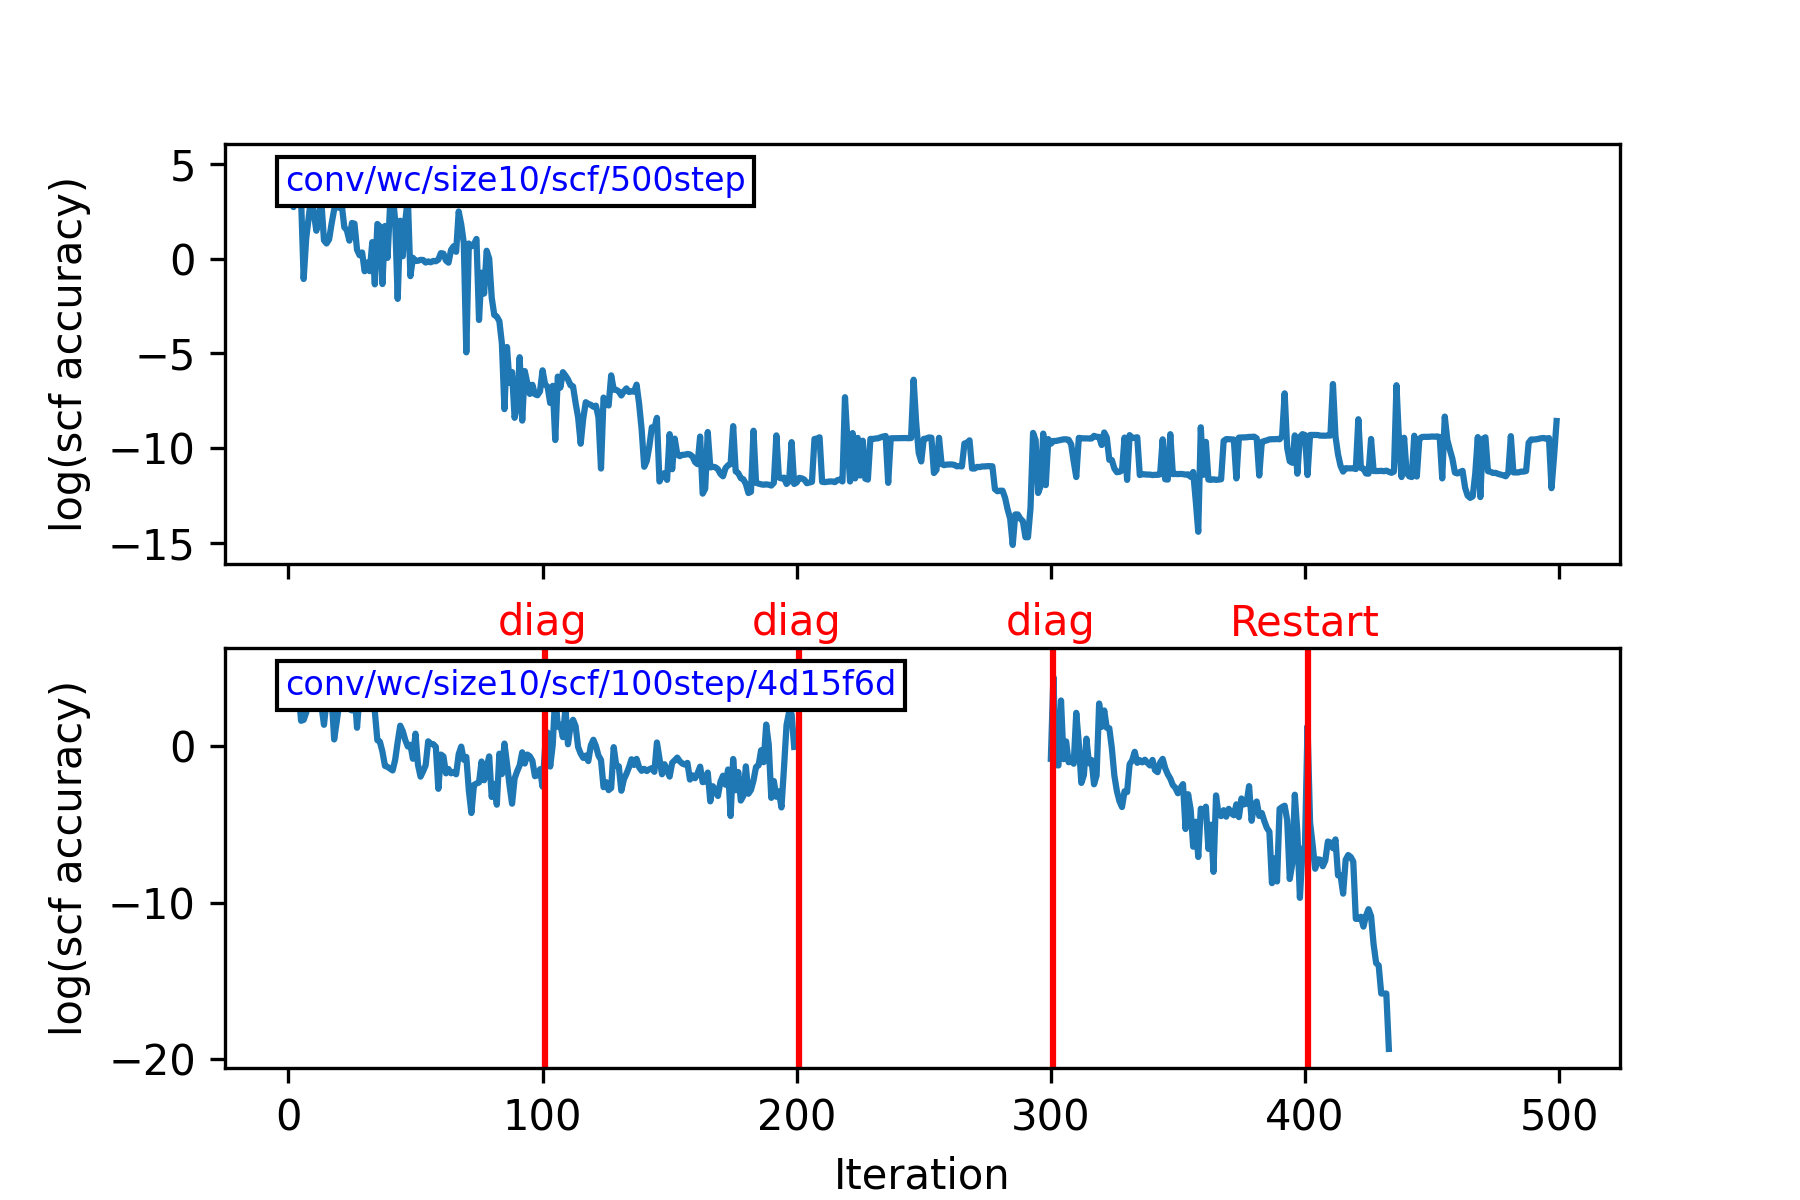 log(scf accuracy)
5
0
−5
−10
−15
conv/wc/size10/scf/500step
diag diag diag Restart
log(scf accuracy)
0
−10
−20
conv/wc/size10/scf/100step/4d15f6d
0 100 200 300 400 500
Iteration